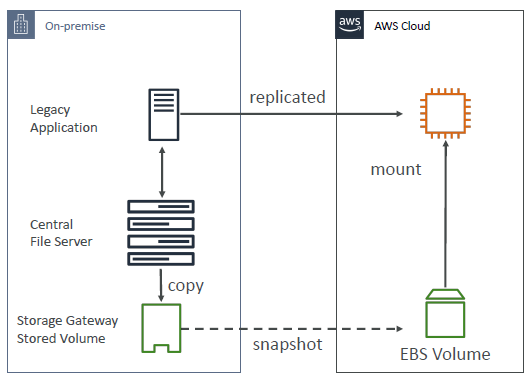 On-premise
aws
AWS Cloud
Legacy
Application
replicated
mount
Central
File Server
copy
Storage Gateway
Stored Volume
snapshot
EBS Volume